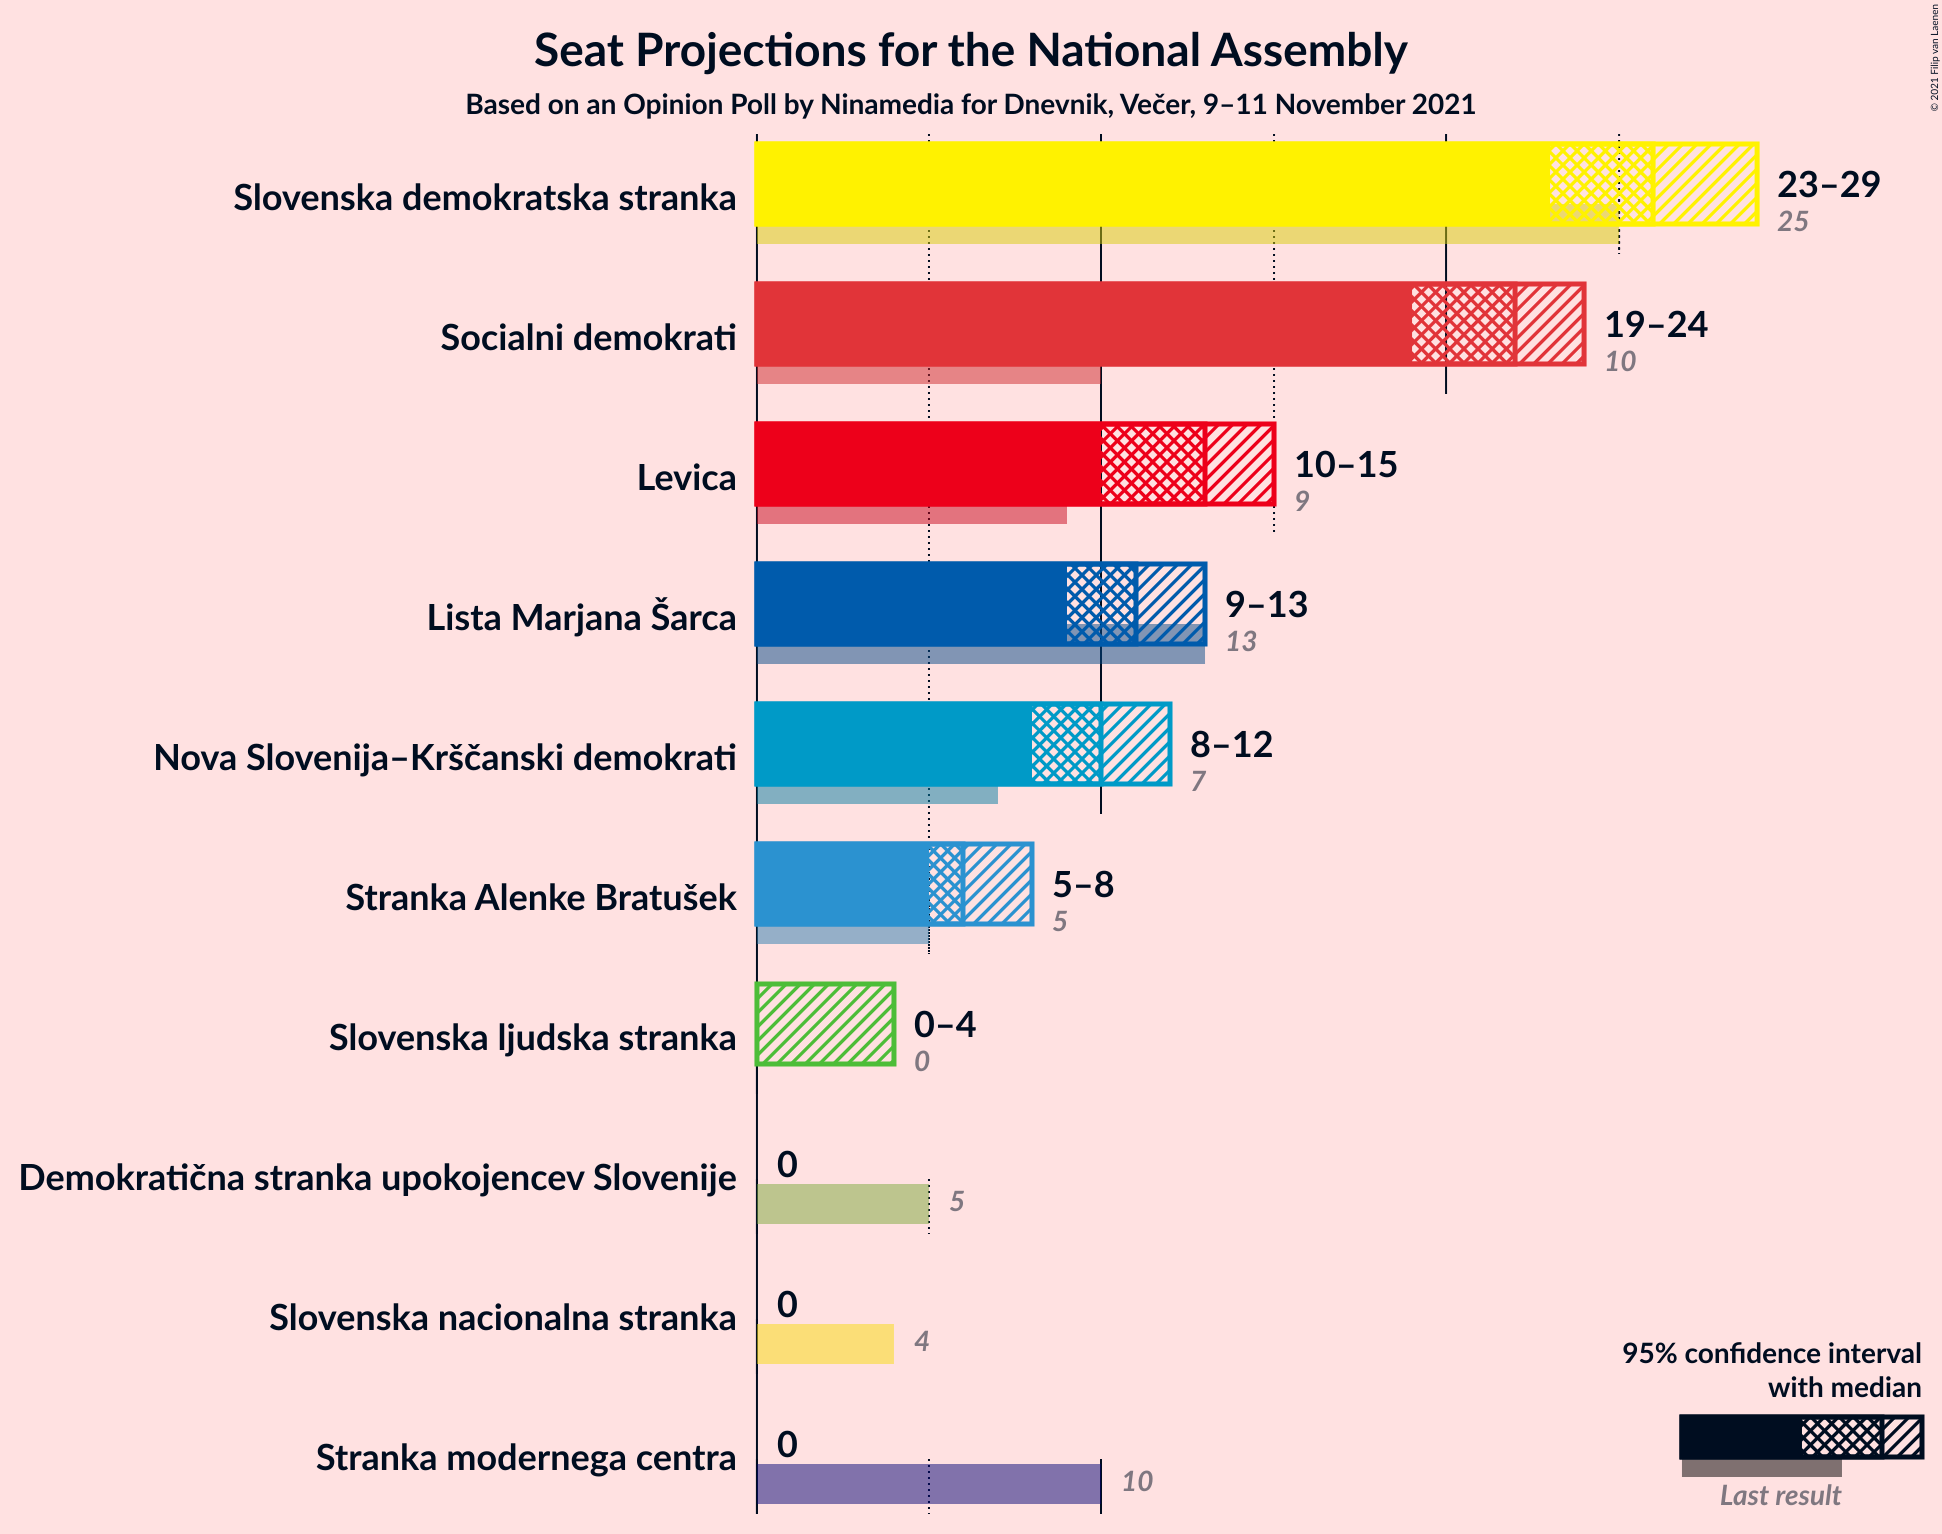 Seat Projections for the National Assembly
Based on an Opinion Poll by Ninamedia for Dnevnik, Večer, 9–11 November 2021
© 2021 Filip van Laenen
Slovenska demokratska stranka
23–29
25
Socialni demokrati
19–24
10
Levica
10–15
9
Lista Marjana Šarca
9–13
13
Nova Slovenija–Krščanski demokrati
8–12
7
Stranka Alenke Bratušek
5–8
5
Slovenska ljudska stranka
0–4
0
Demokratična stranka upokojencev Slovenije
0
5
Slovenska nacionalna stranka
0
4
Stranka modernega centra
0
10
95% confidence interval
with median
Last result